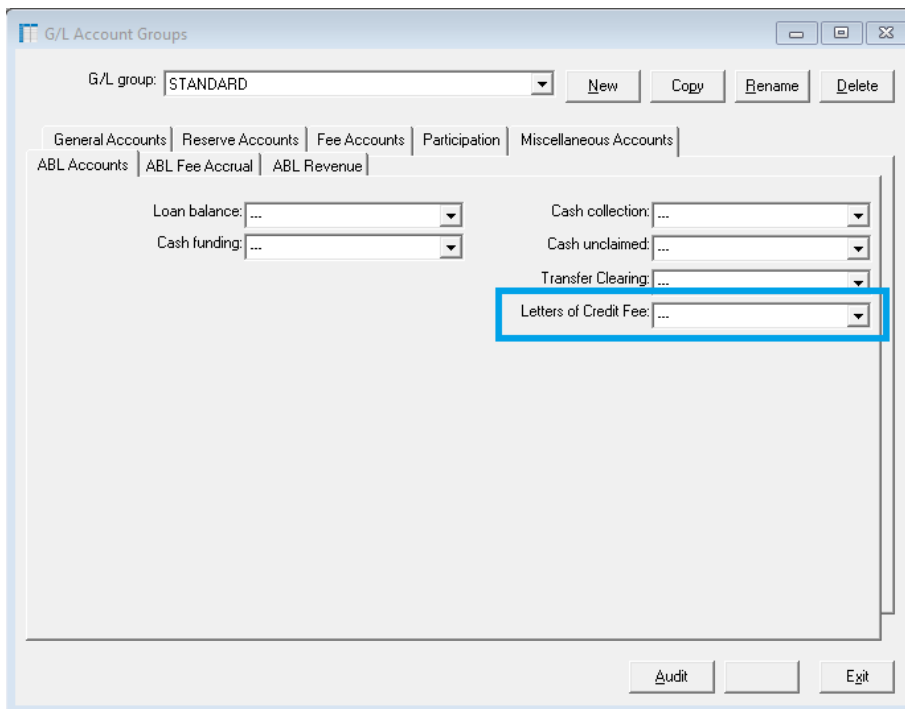 G/L Account Groups
G/L group: STANDARD New Copy Rename Delete
General Accounts Reserve Accounts Fee Accounts Participation Miscellaneous Accounts
ABL Accounts ABL Fee Accrual ABL Revenue
Loan balance: --- Cash collection: ---
Cash funding: --- Cash unclaimed: ---
Transfer Clearing: ---
Letters of Credit Fee: ---
Audit Exit